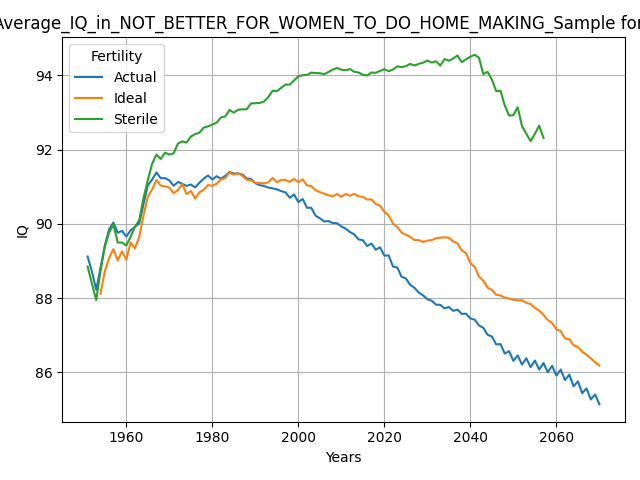 Average_IQ_in_NOT_BETTER_FOR_WOMEN_TO_DO_HOME_MAKING_Sample for
Fertility
Actual
Ideal
Sterile
94
92
90
88
86
IQ
1960 1980 2000 2020 2040 2060
Years